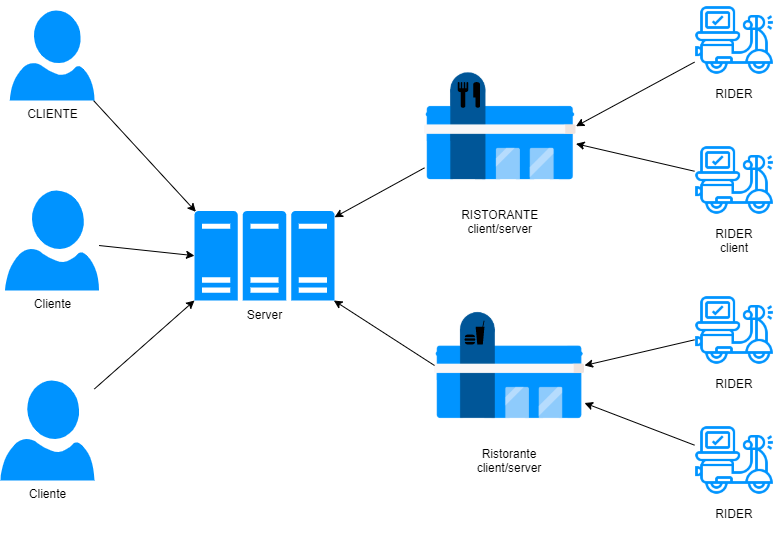 CLIENTE
Cliente
Cliente
Server
RISTORANTE
client/server
Ristorante
client/server
RIDER
RIDER
client
RIDER
RIDER